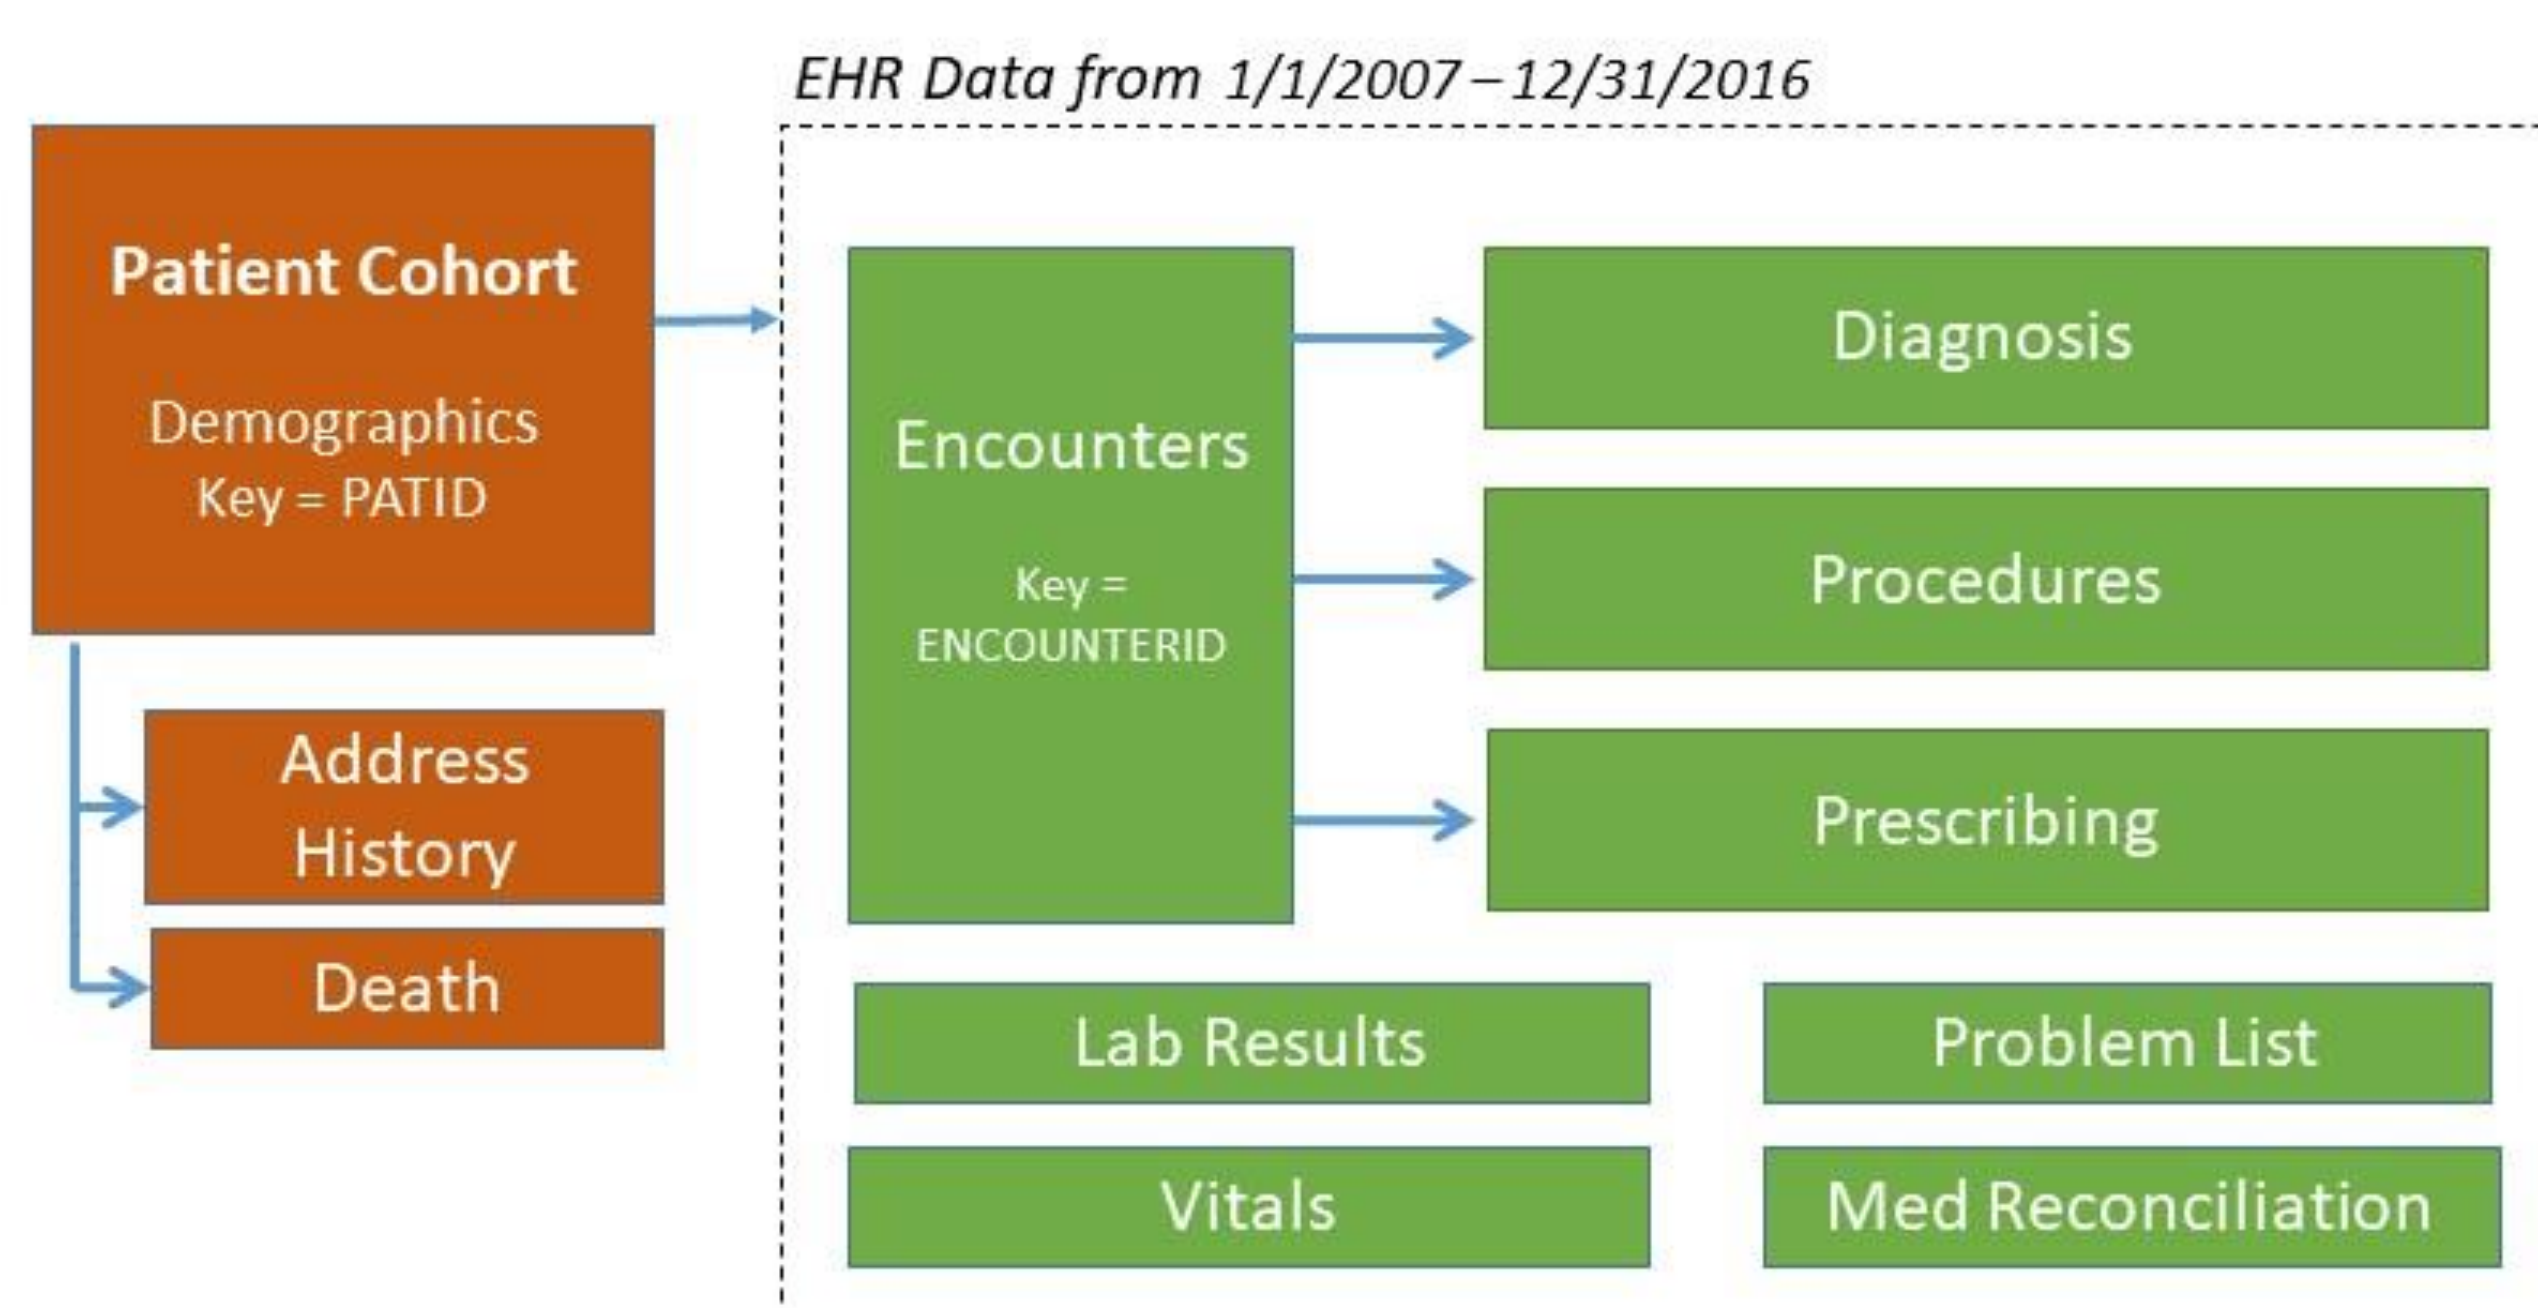 EHR Data from 1/1/2007–12/31/2016
Patient Cohort
Demographics
Key = PATID
Address
History
Death
Encounters
Key =
ENCOUNTERID
Diagnosis
Procedures
Prescribing
Lab Results
Problem List
Vitals
Med Reconciliation